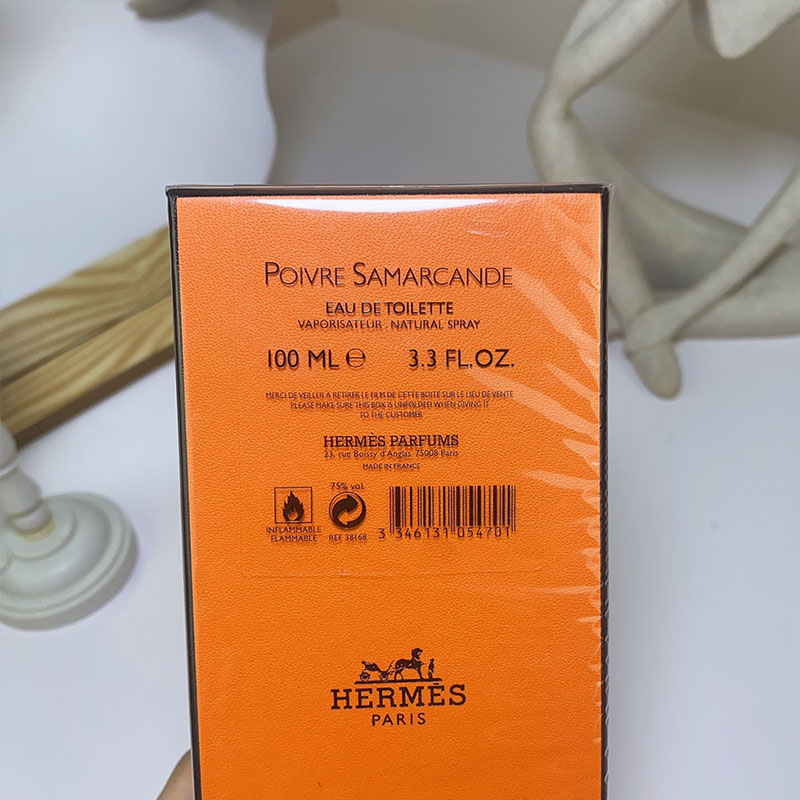 POIVRE SAMARCANDE
EAU DE TOILETTE
VAPORISATEUR . NATURAL SPRAY
100 ML e 3.3 FL.OZ.
MERCI DE VEILLER A RETIRER LE FILM DE CETTE BOITE SUR LE LIEU DE VENTE
PLEASE MAKE SURE THIS BOX IS UNFOLDED WHEN GIVING IT
TO THE CUSTOMER
HERMÈS PARFUMS
23, rue Boissy d'Anglas 75008 Paris
MADE IN FRANCE
75% vol.
INFLAMMABLE
FLAMMABLE
REF 38168
3 346131 054701
HERMÈS
PARIS